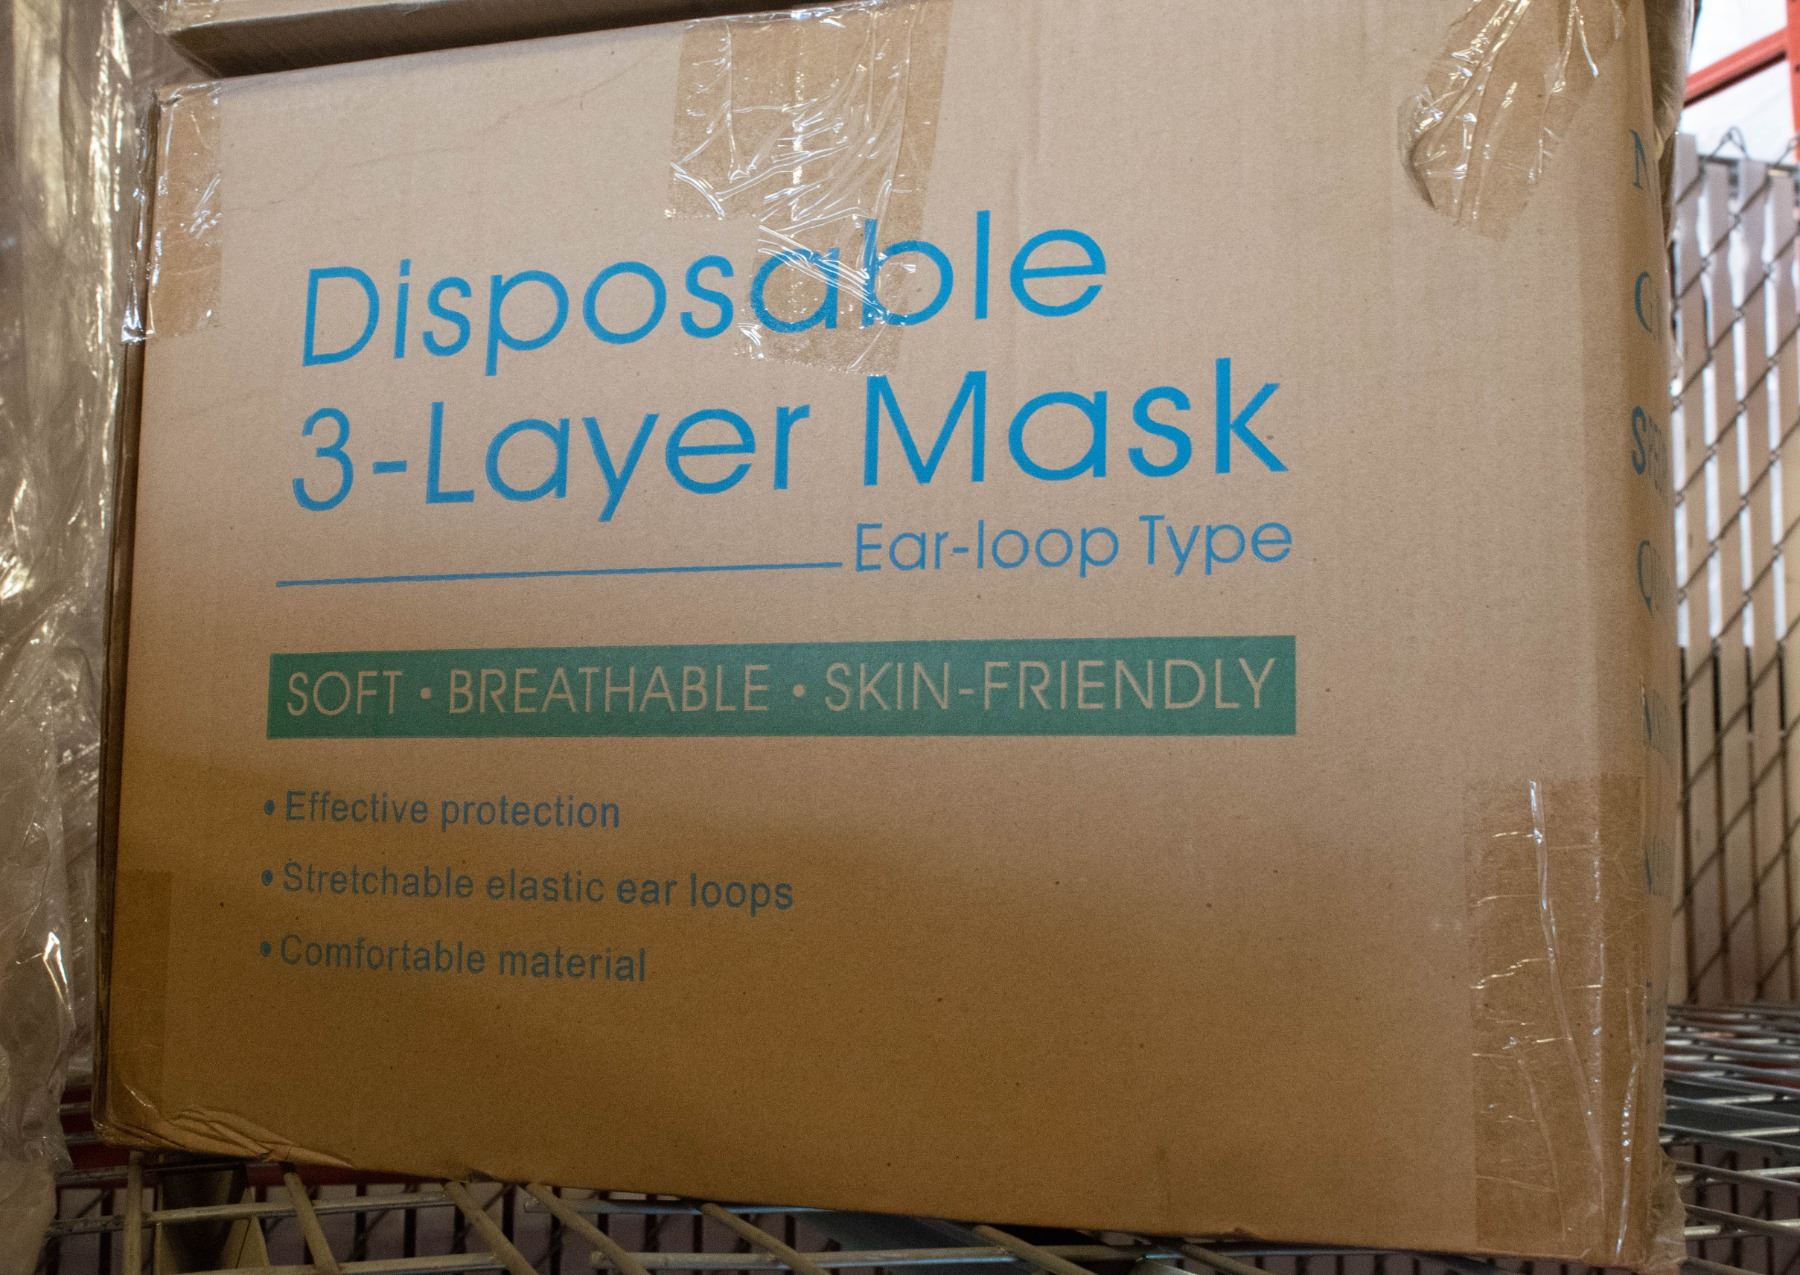 Disposable
3-Layer Mask
Ear-loop Type
SOFT • BREATHABLE • SKIN-FRIENDLY
• Effective protection
• Stretchable elastic ear loops
• Comfortable material